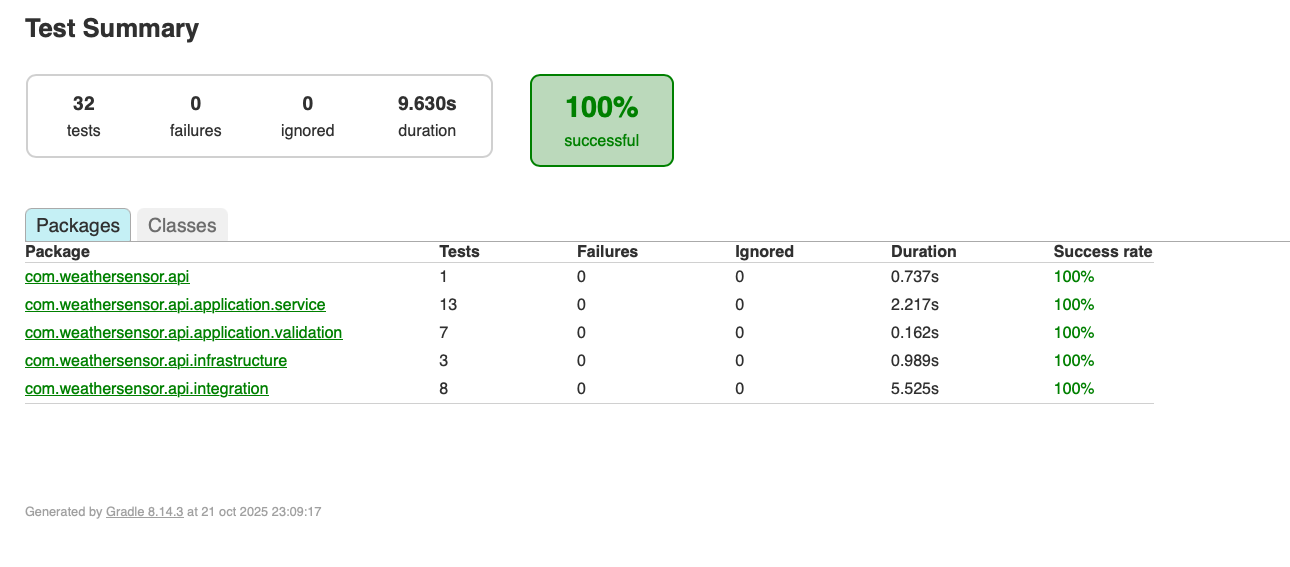 Test Summary
32 0 0 9.630s
tests failures ignored duration
100%
successful
Packages Classes
Package Tests Failures Ignored Duration Success rate
com.weathersensor.api 1 0 0 0.737s 100%
com.weathersensor.api.application.service 13 0 0 2.217s 100%
com.weathersensor.api.application.validation 7 0 0 0.162s 100%
com.weathersensor.api.infrastructure 3 0 0 0.989s 100%
com.weathersensor.api.integration 8 0 0 5.525s 100%
Generated by Gradle 8.14.3 at 21 oct 2025 23:09:17